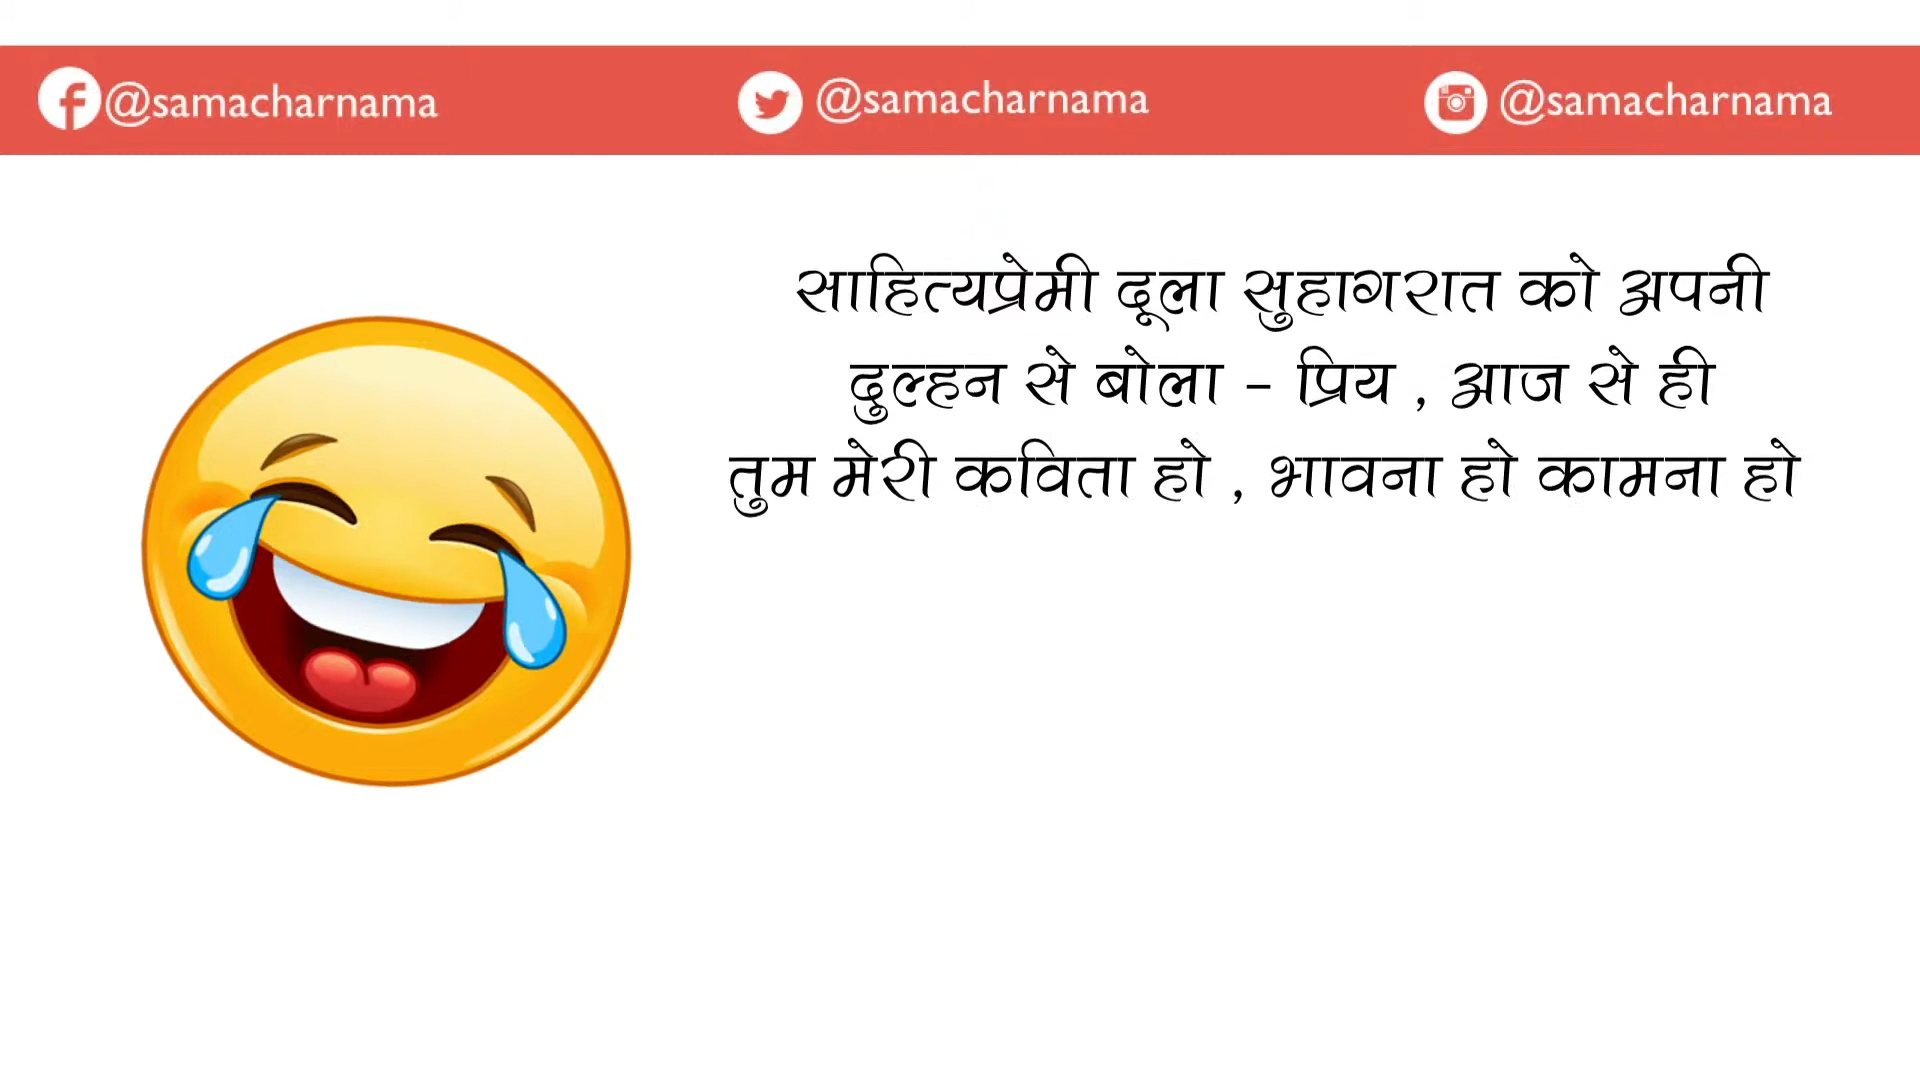 @samacharnama @samacharnama @samacharnama
साहित्यप्रेमी दूला सुहागरात को अपनी
दुल्हन से बोला - प्रिय , आज से ही
तुम मेरी कविता हो , भावना हो कामना हो